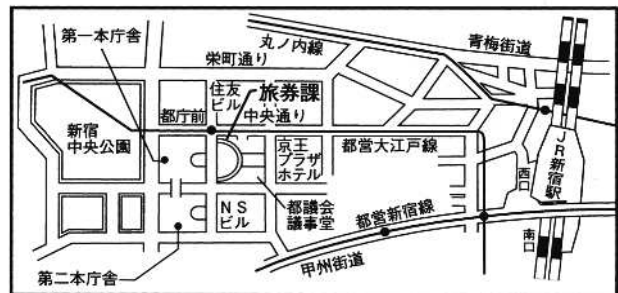 第一本庁舎
栄町通り
丸ノ内線
青梅街道
住友
ビル
旅券課
都庁前
中央通り
新宿
中央公園
京王
プラザ
ホテル
都営大江戸線
西口
JR新宿駅
NS
ビル
都議会
議事堂
都営新宿線
南口
甲州街道
第二本庁舎